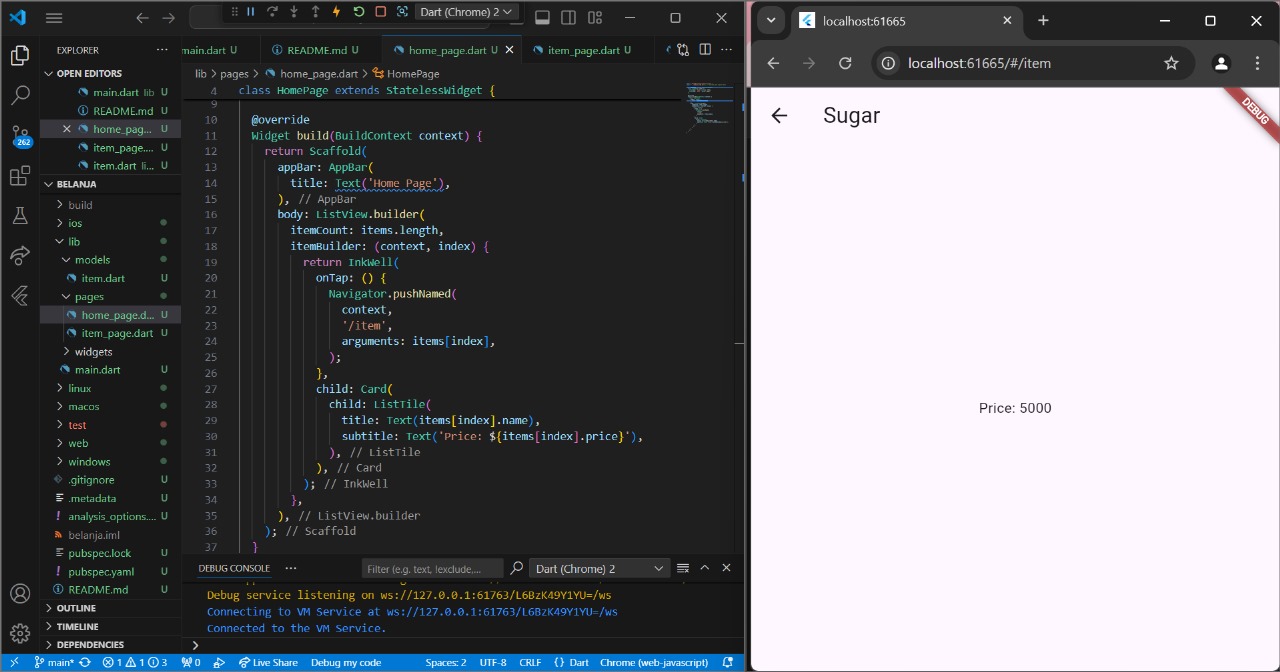 Dart (Chrome) 2
EXPLORER
OPEN EDITORS
main.dart lib U
README.md U
home_pag... U
item_page.... U
item.dart li... U
BELANJA
build
ios
lib
models
item.dart U
pages
home_page.d... U
item_page.dart U
widgets
main.dart U
linux
macos
test
web
windows
.gitignore U
.metadata U
analysis_options.... U
belanja.iml
pubspec.lock U
pubspec.yaml U
README.md U
OUTLINE
TIMELINE
DEPENDENCIES
262
main.dart U
README.md U
home_page.dart U
item_page.dart U
lib > pages > home_page.dart > HomePage
4 class HomePage extends StatelessWidget {
9
10 @override
11 Widget build(BuildContext context) {
12 return Scaffold(
13 appBar: AppBar(
14 title: Text('Home Page'),
15 ), // AppBar
16 body: ListView.builder(
17 itemCount: items.length,
18 itemBuilder: (context, index) {
19 return InkWell(
20 onTap: () {
21 Navigator.pushNamed(
22 context,
23 '/item',
24 arguments: items[index],
25 );
26 },
27 child: Card(
28 child: ListTile(
29 title: Text(items[index].name),
30 subtitle: Text('Price: ${items[index].price}'),
31 ), // ListTile
32 ), // Card
33 ); // InkWell
34 },
35 ), // ListView.builder
36 ); // Scaffold
37 }
DEBUG CONSOLE
Filter (e.g. text, !exclude,...
Dart (Chrome) 2
Debug service listening on ws://127.0.0.1:61763/L6BzK49Y1YU=/ws
Connecting to VM Service at ws://127.0.0.1:61763/L6BzK49Y1YU=/ws
Connected to the VM Service.
main* 1 1 3 0 Live Share Debug my code Spaces: 2 UTF-8 CRLF {} Dart Chrome (web-javascript)
localhost:61665
localhost:61665/#/item
DEBUG
Sugar
Price: 5000